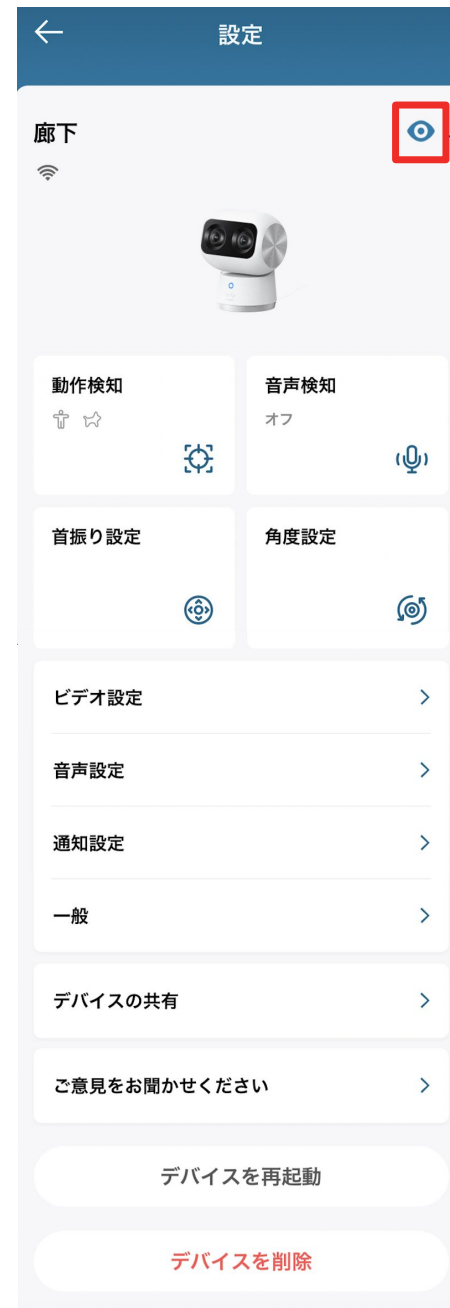 設定
廊下
動作検知
音声検知
オフ
首振り設定
角度設定
ビデオ設定
音声設定
通知設定
一般
デバイスの共有
ご意見をお聞かせください
デバイスを再起動
デバイスを削除